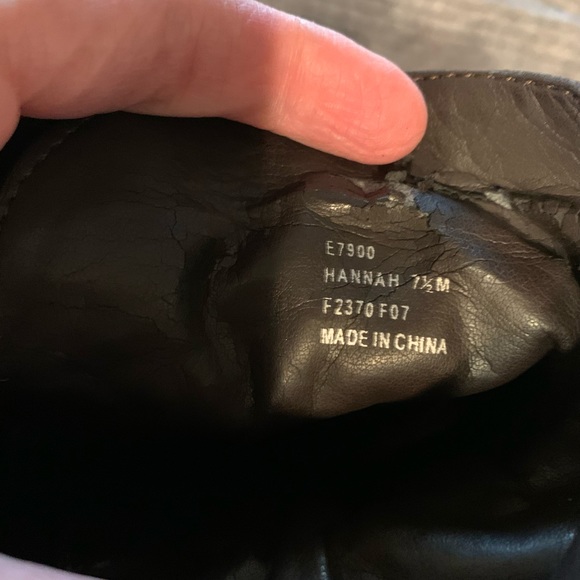 E7900
HANNAH 7½M
F2370 F07
MADE IN CHINA